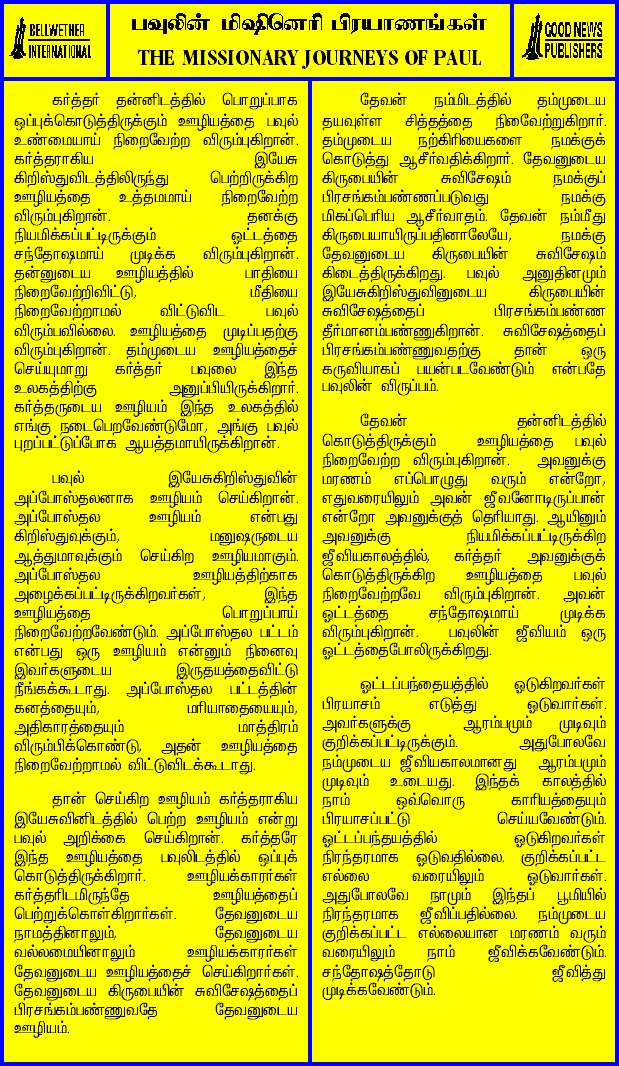 BELLWETHER
INTERNATIONAL
பவுலின் மிஷினெரி பிரயாணங்கள்
THE MISSIONARY JOURNEYS OF PAUL
GOOD NEWS
PUBLISHERS
கர்த்தர் தன்னிடத்தில் பொறுப்பாக
ஒப்புக்கொடுத்திருக்கும் ஊழியத்தை பவுல்
உண்மையாய் நிறைவேற்ற விரும்புகிறான்.
கர்த்தராகிய இயேசு
கிறிஸ்துவிடத்திலிருந்து பெற்றிருக்கிற
ஊழியத்தை உத்தமமாய் நிறைவேற்ற
விரும்புகிறான். தனக்கு
நியமிக்கப்பட்டிருக்கும் ஓட்டத்தை
சந்தோஷமாய் முடிக்க விரும்புகிறான்.
தன்னுடைய ஊழியத்தில் பாதியை
நிறைவேற்றிவிட்டு, மீதியை
நிறைவேற்றாமல் விட்டுவிட பவுல்
விரும்பவில்லை. ஊழியத்தை முடிப்பதற்கு
விரும்புகிறான். தம்முடைய ஊழியத்தைச்
செய்யுமாறு கர்த்தர் பவுலை இந்த
உலகத்திற்கு அனுப்பியிருக்கிறார்.
கர்த்தருடைய ஊழியம் இந்த உலகத்தில்
எங்கு நடைபெறவேண்டுமோ, அங்கு பவுல்
புறப்பட்டுப்போக ஆயத்தமாயிருக்கிறான்.
பவுல் இயேசுகிறிஸ்துவின்
அப்போஸ்தலனாக ஊழியம் செய்கிறான்.
அப்போஸ்தல ஊழியம் என்பது
கிறிஸ்துவுக்கும், மனுஷருடைய
ஆத்துமாவுக்கும் செய்கிற ஊழியமாகும்.
அப்போஸ்தல ஊழியத்திற்காக
அழைக்கப்பட்டிருக்கிறவர்கள், இந்த
ஊழியத்தை பொறுப்பாய்
நிறைவேற்றவேண்டும். அப்போஸ்தல பட்டம்
என்பது ஒரு ஊழியம் என்னும் நினைவு
இவர்களுடைய இருதயத்தைவிட்டு
நீங்கக்கூடாது. அப்போஸ்தல பட்டத்தின்
கனத்தையும், மரியாதையையும்,
அதிகாரத்தையும் மாத்திரம்
விரும்பிக்கொண்டு, அதன் ஊழியத்தை
நிறைவேற்றாமல் விட்டுவிடக்கூடாது.
தான் செய்கிற ஊழியம் கர்த்தராகிய
இயேசுவினிடத்தில் பெற்ற ஊழியம் என்று
பவுல் அறிக்கை செய்கிறான். கர்த்தரே
இந்த ஊழியத்தை பவுலிடத்தில் ஒப்புக்
கொடுத்திருக்கிறார். ஊழியக்காரர்கள்
கர்த்தரிடமிருந்தே ஊழியத்தைப்
பெற்றுக்கொள்கிறார்கள். தேவனுடைய
நாமத்தினாலும், தேவனுடைய
வல்லமையினாலும் ஊழியக்காரர்கள்
தேவனுடைய ஊழியத்தைச் செய்கிறார்கள்.
தேவனுடைய கிருபையின் சுவிசேஷத்தைப்
பிரசங்கம்பண்ணுவதே தேவனுடைய
ஊழியம்.
தேவன் நம்மிடத்தில் தம்முடைய
தயவுள்ள சித்தத்தை நிவேைற்றுகிறார்.
தம்முடைய நற்கிரியைகளை நமக்குக்
கொடுத்து ஆசீர்வதிக்கிறார். தேவனுடைய
கிருபையின் சுவிசேஷம் நமக்குப்
பிரசங்கம்பண்ணப்படுவது நமக்கு
மிகப்பெரிய ஆசீர்வாதம். தேவன் நம்மீது
கிருபையாயிருப்பதினாலேயே, நமக்கு
தேவனுடைய கிருபையின் சுவிசேஷம்
கிடைத்திருக்கிறது. பவுல் அனுதினமும்
இயேசுகிறிஸ்துவினுடைய கிருபையின்
சுவிசேஷத்தைப் பிரசங்கம்பண்ண
தீர்மானம்பண்ணுகிறான். சுவிசேஷத்தைப்
பிரசங்கம்பண்ணுவதற்கு தான் ஒரு
கருவியாகப் பயன்படவேண்டும் என்பதே
பவுலின் விருப்பம்.
தேவன் தன்னிடத்தில்
கொடுத்திருக்கும் ஊழியத்தை பவுல்
நிறைவேற்ற விரும்புகிறான். அவனுக்கு
மரணம் எப்பொழுது வரும் என்றோ,
எதுவரையிலும் அவன் ஜீவனோடிருப்பான்
என்றோ அவனுக்குத் தெரியாது. ஆயினும்
அவனுக்கு நியமிக்கப்பட்டிருக்கிற
ஜீவியகாலத்தில், கர்த்தர் அவனுக்குக்
கொடுத்திருக்கிற ஊழியத்தை பவுல்
நிறைவேற்றவே விரும்புகிறான். அவன்
ஓட்டத்தை சந்தோஷமாய் முடிக்க
விரும்புகிறான். பவுலின் ஜீவியம் ஒரு
ஓட்டத்தைபோலிருக்கிறது.
ஓட்டப்பந்தையத்தில் ஓடுகிறவர்கள்
பிரயாசம் எடுத்து ஓடுவார்கள்.
அவர்களுக்கு ஆரம்பமும் முடிவும்
குறிக்கப்பட்டிருக்கும். அதுபோலவே
நம்முடைய ஜீவியகாலமானது ஆரம்பமும்
முடிவும் உடையது. இந்தக் காலத்தில்
நாம் ஒவ்வொரு காரியத்தையும்
பிரயாசப்பட்டு செய்யவேண்டும்.
ஓட்டப்பந்தயத்தில் ஓடுகிறவர்கள்
நிரந்தரமாக ஓடுவதில்லை. குறிக்கப்பட்ட
எல்லை வரையிலும் ஓடுவார்கள்.
அதுபோலவே நாமும் இந்தப் பூமியில்
நிரந்தரமாக ஜீவிப்பதில்லை. நம்முடைய
குறிக்கப்பட்ட எல்லையான மரணம் வரும்
வரையிலும் நாம் ஜீவிக்கவேண்டும்.
சந்தோஷத்தோடு ஜீவித்து
முடிக்கவேண்டும்.